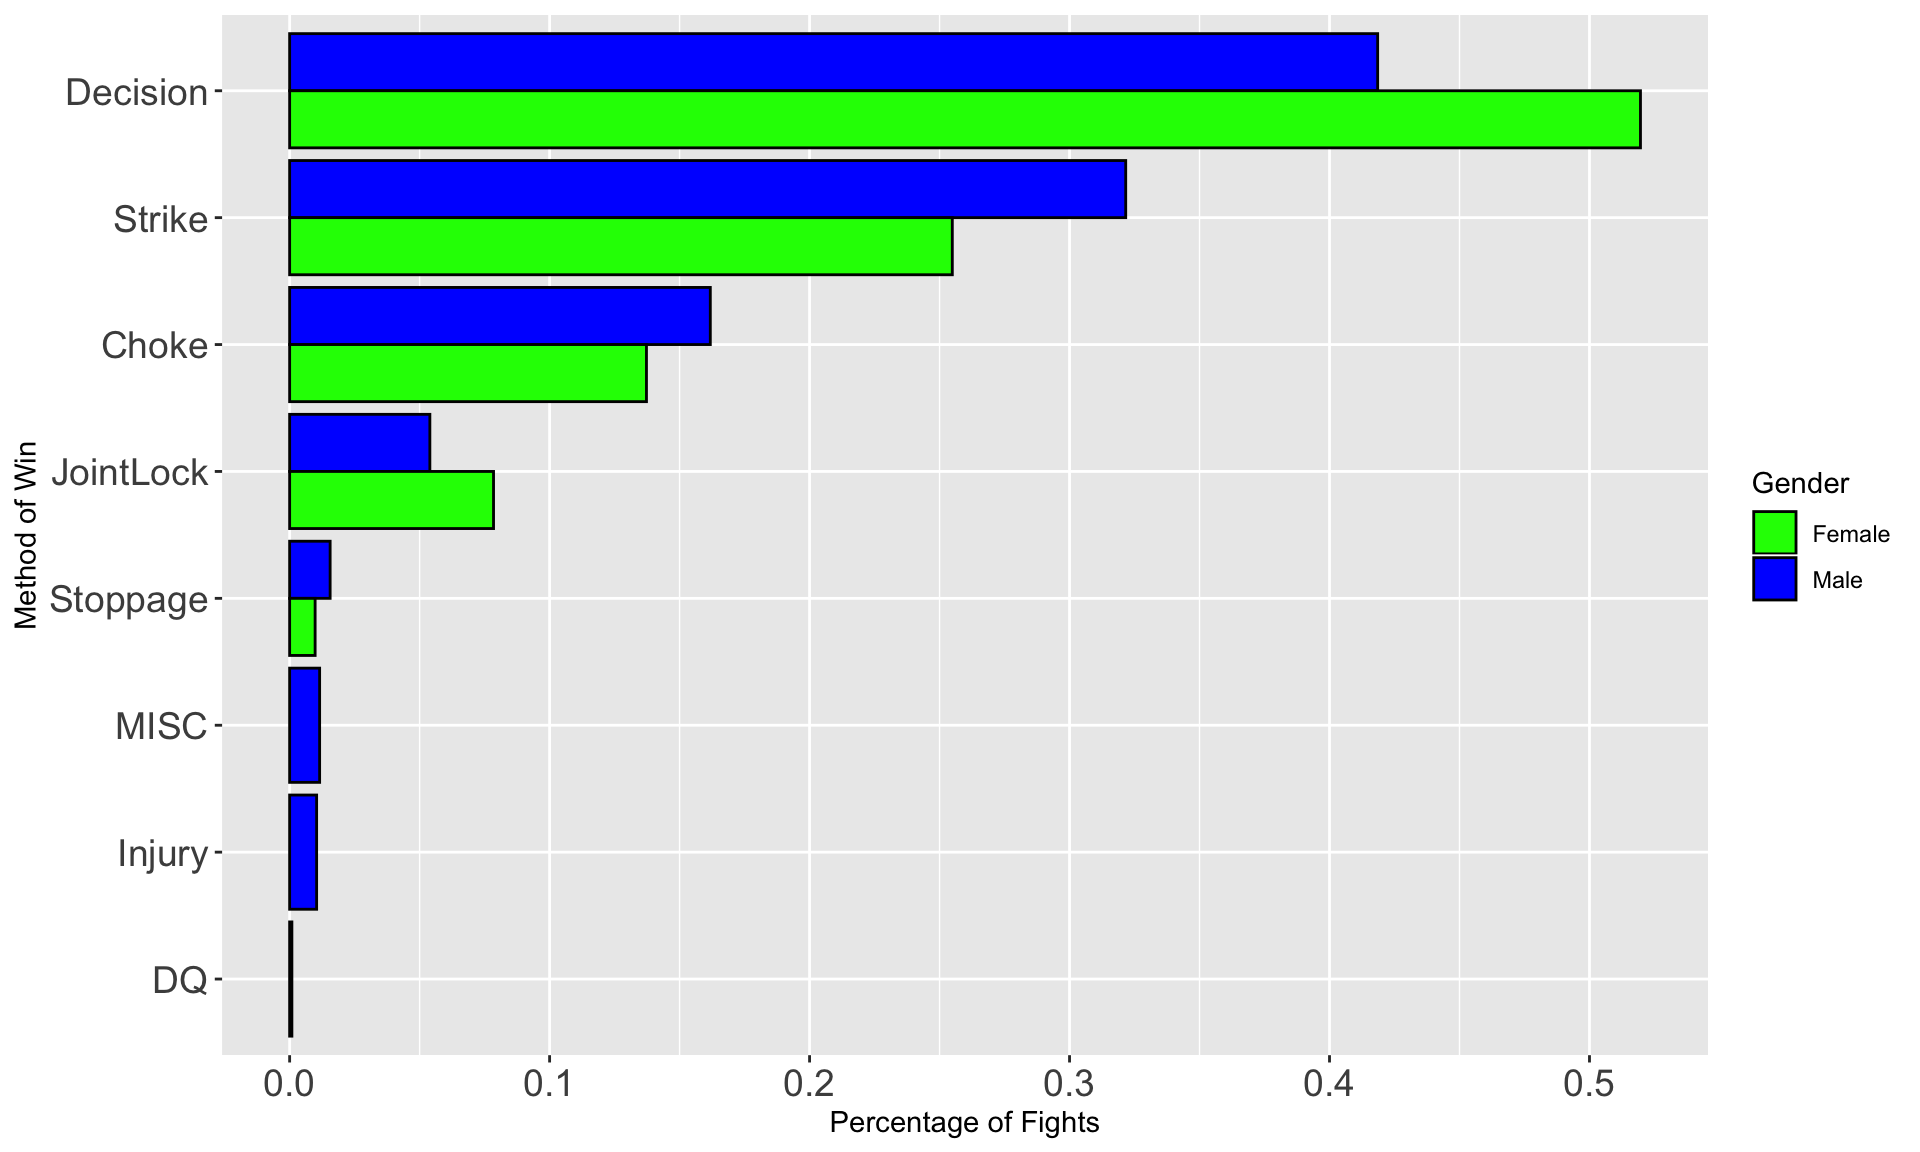 Decision
Strike
Choke
JointLock
Stoppage
MISC
Injury
DQ
Method of Win
0.0 0.1 0.2 0.3 0.4 0.5
Percentage of Fights
Gender
Female
Male